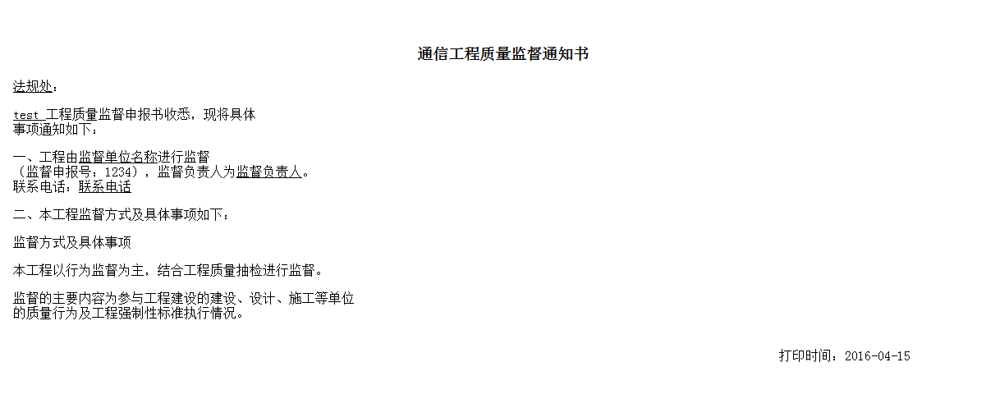 通信工程质量监督通知书
法规处:
test 工程质量监督申报书收悉，现将具体
事项通知如下:
一、工程由监督单位名称进行监督
（监督申报号: 1234），监督负责人为监督负责人。
联系电话: 联系电话
二、本工程监督方式及具体事项如下:
监督方式及具体事项
本工程以行为监督为主，结合工程质量抽检进行监督。
监督的主要内容为参与工程建设的建设、设计、施工等单位
的质量行为及工程强制性标准执行情况。
打印时间: 2016-04-15